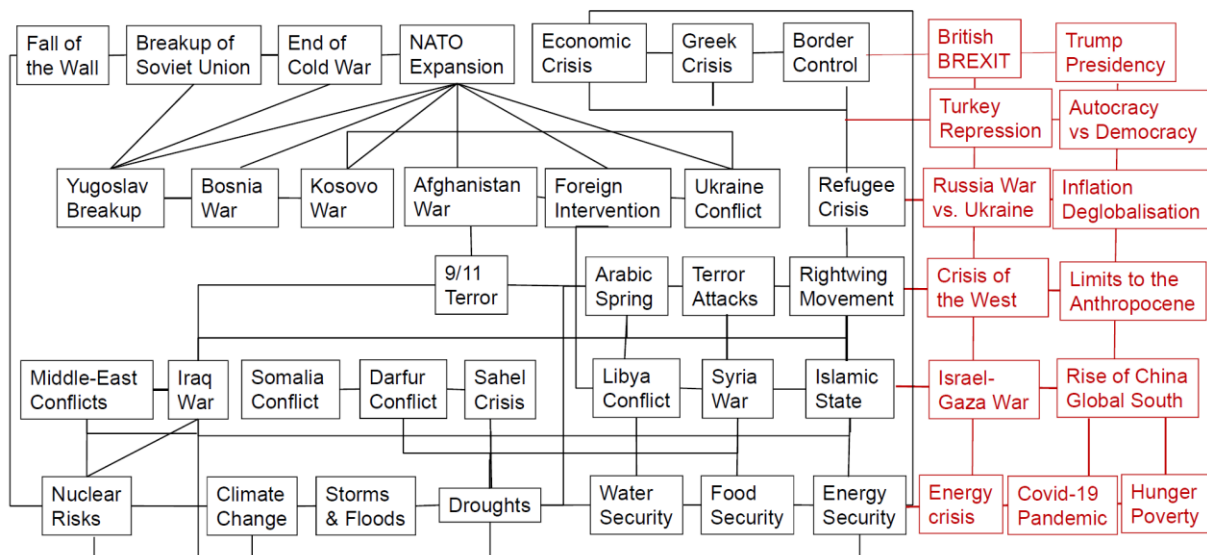 Fall of
the Wall
Breakup of
Soviet Union
End of
Cold War
NATO
Expansion
Economic
Crisis
Greek
Crisis
Border
Control
British
BREXIT
Trump
Presidency
Turkey
Repression
Autocracy
vs Democracy
Yugoslav
Breakup
Bosnia
War
Kosovo
War
Afghanistan
War
Foreign
Intervention
Ukraine
Conflict
Refugee
Crisis
Russia War
vs. Ukraine
Inflation
Deglobalisation
9/11
Terror
Arabic
Spring
Terror
Attacks
Rightwing
Movement
Crisis of
the West
Limits to the
Anthropocene
Middle-East
Conflicts
Iraq
War
Somalia
Conflict
Darfur
Conflict
Sahel
Crisis
Libya
Conflict
Syria
War
Islamic
State
Israel-
Gaza War
Rise of China
Global South
Nuclear
Risks
Climate
Change
Storms
& Floods
Droughts
Water
Security
Food
Security
Energy
Security
Energy
crisis
Covid-19
Pandemic
Hunger
Poverty